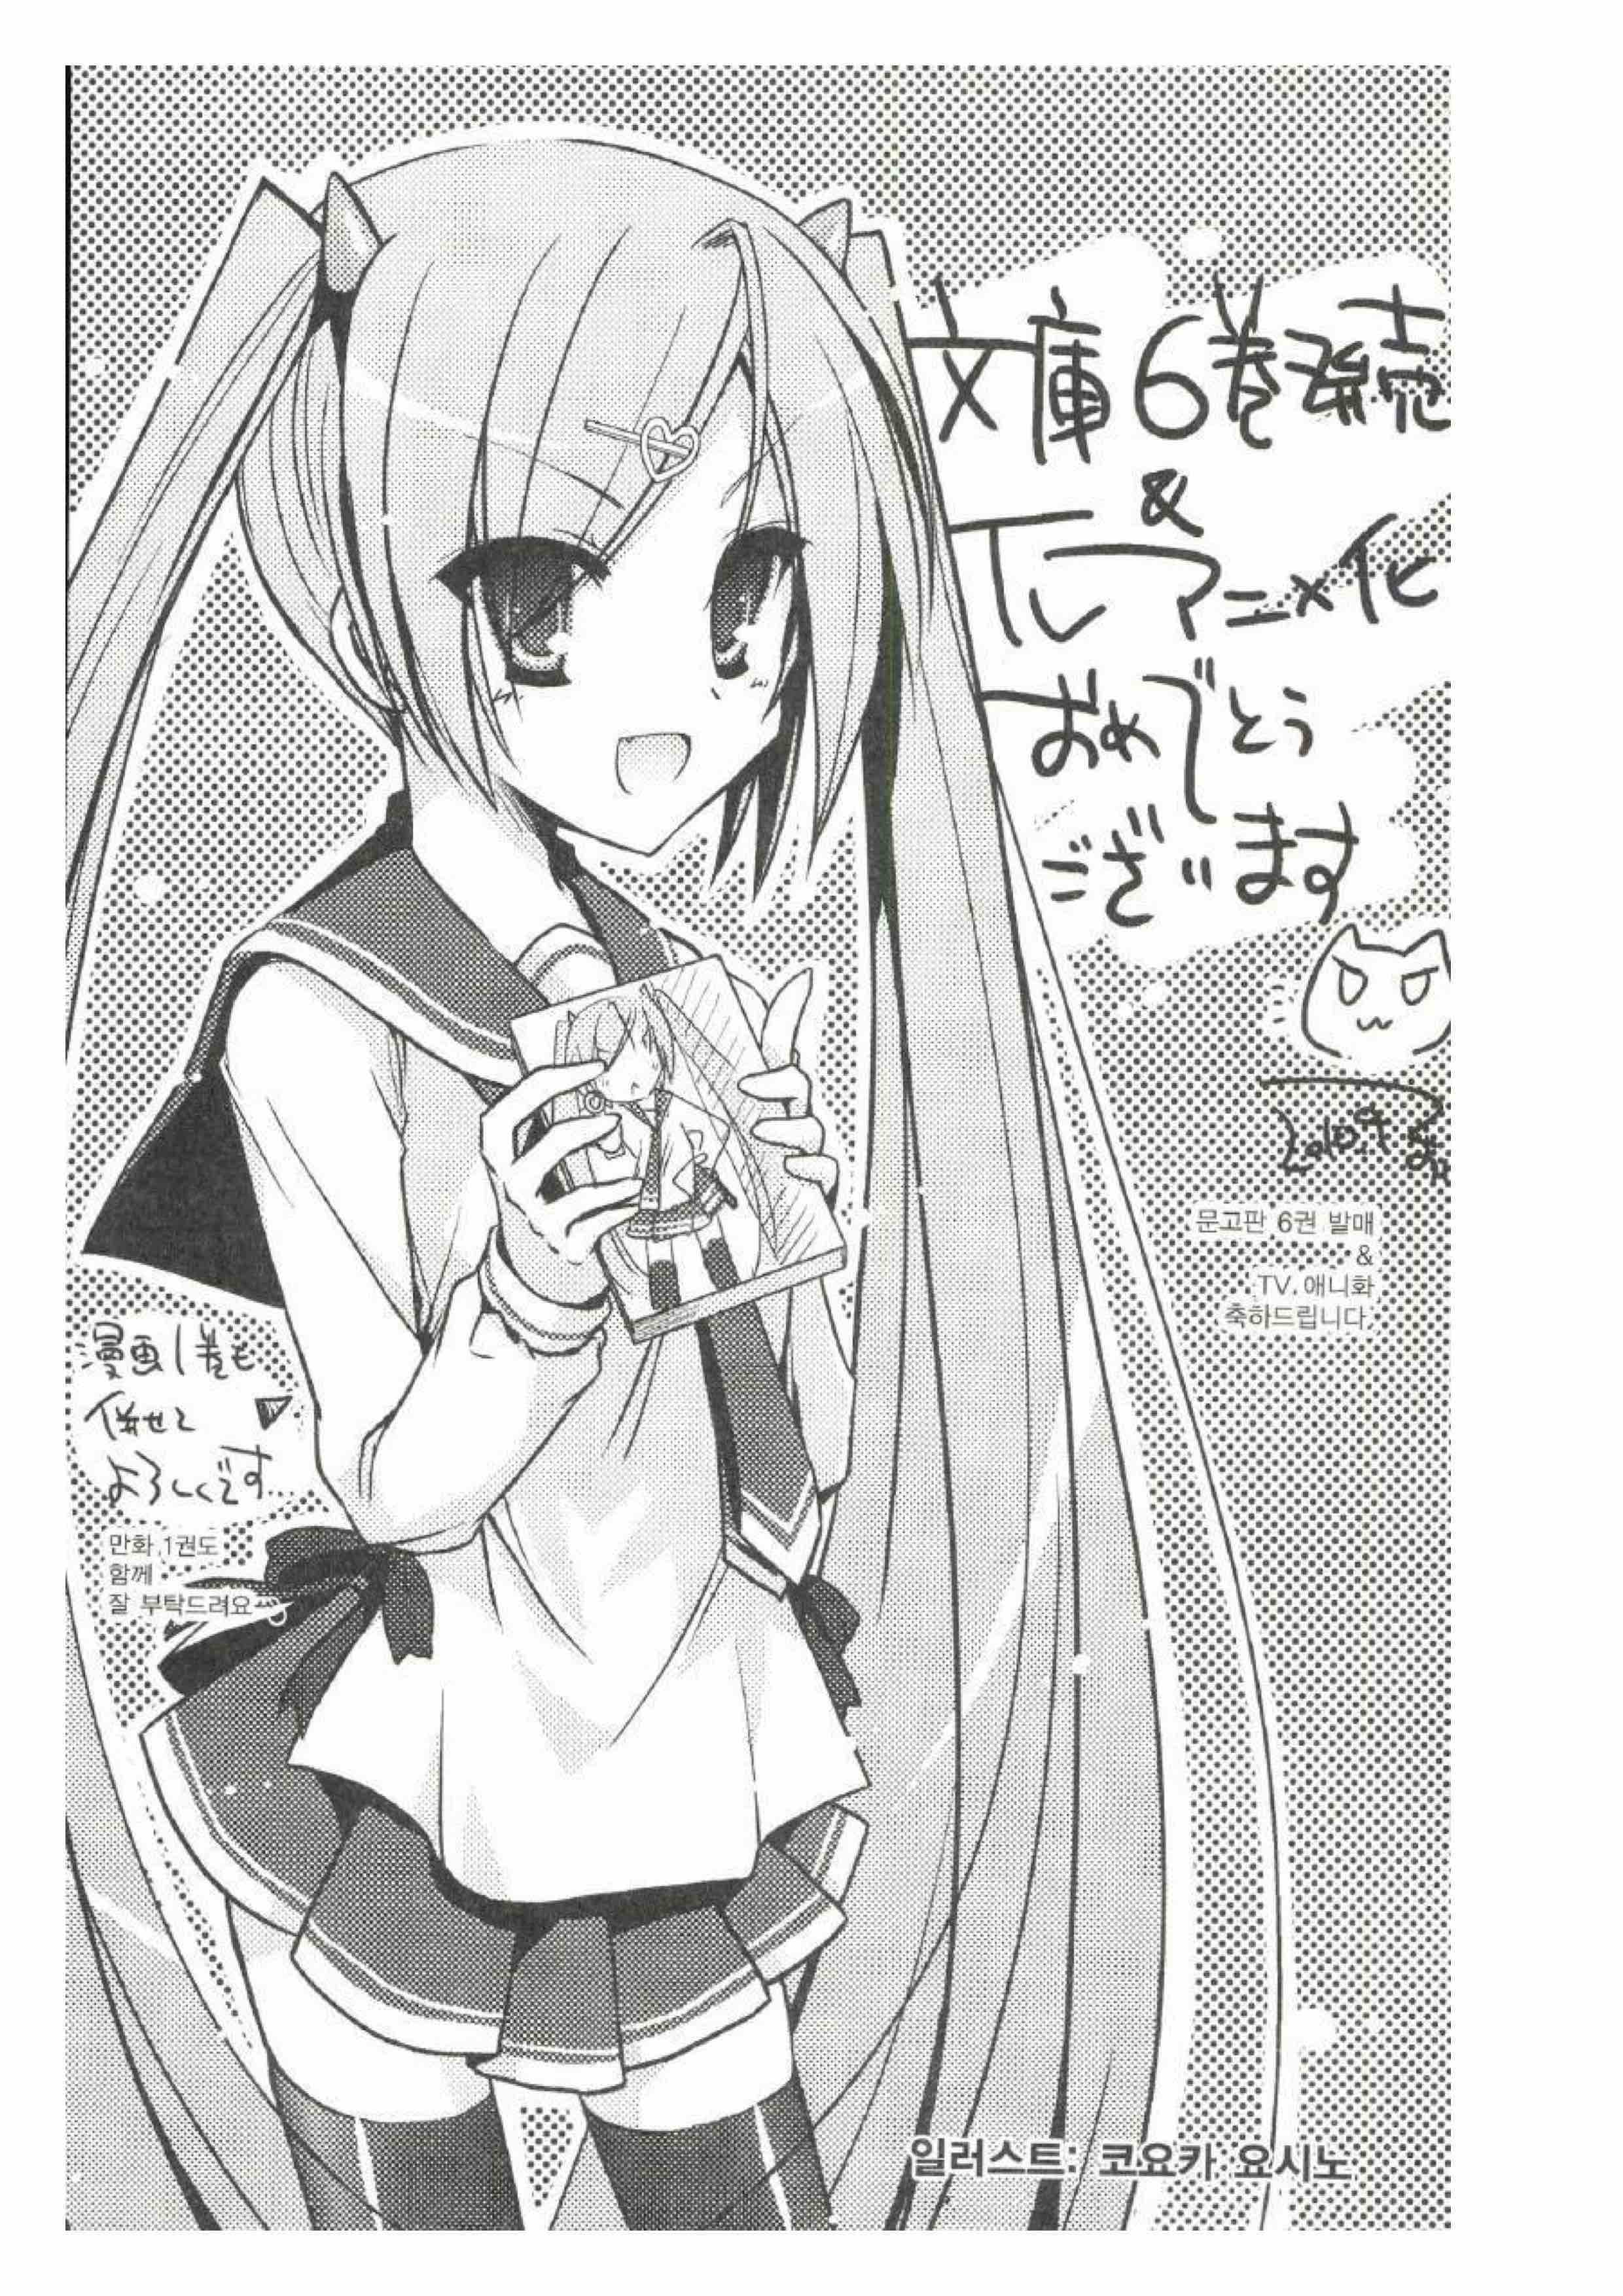 文庫6巻発売
&
TVアニメ化
おめでとう
ございます
2010.9
문고판 6권 발매
&
TV. 애니화
축하드립니다.
漫画1巻も
併せて
よろしくです...
만화 1권도
함께
잘 부탁드려요~
일러스트: 코요카 요시노